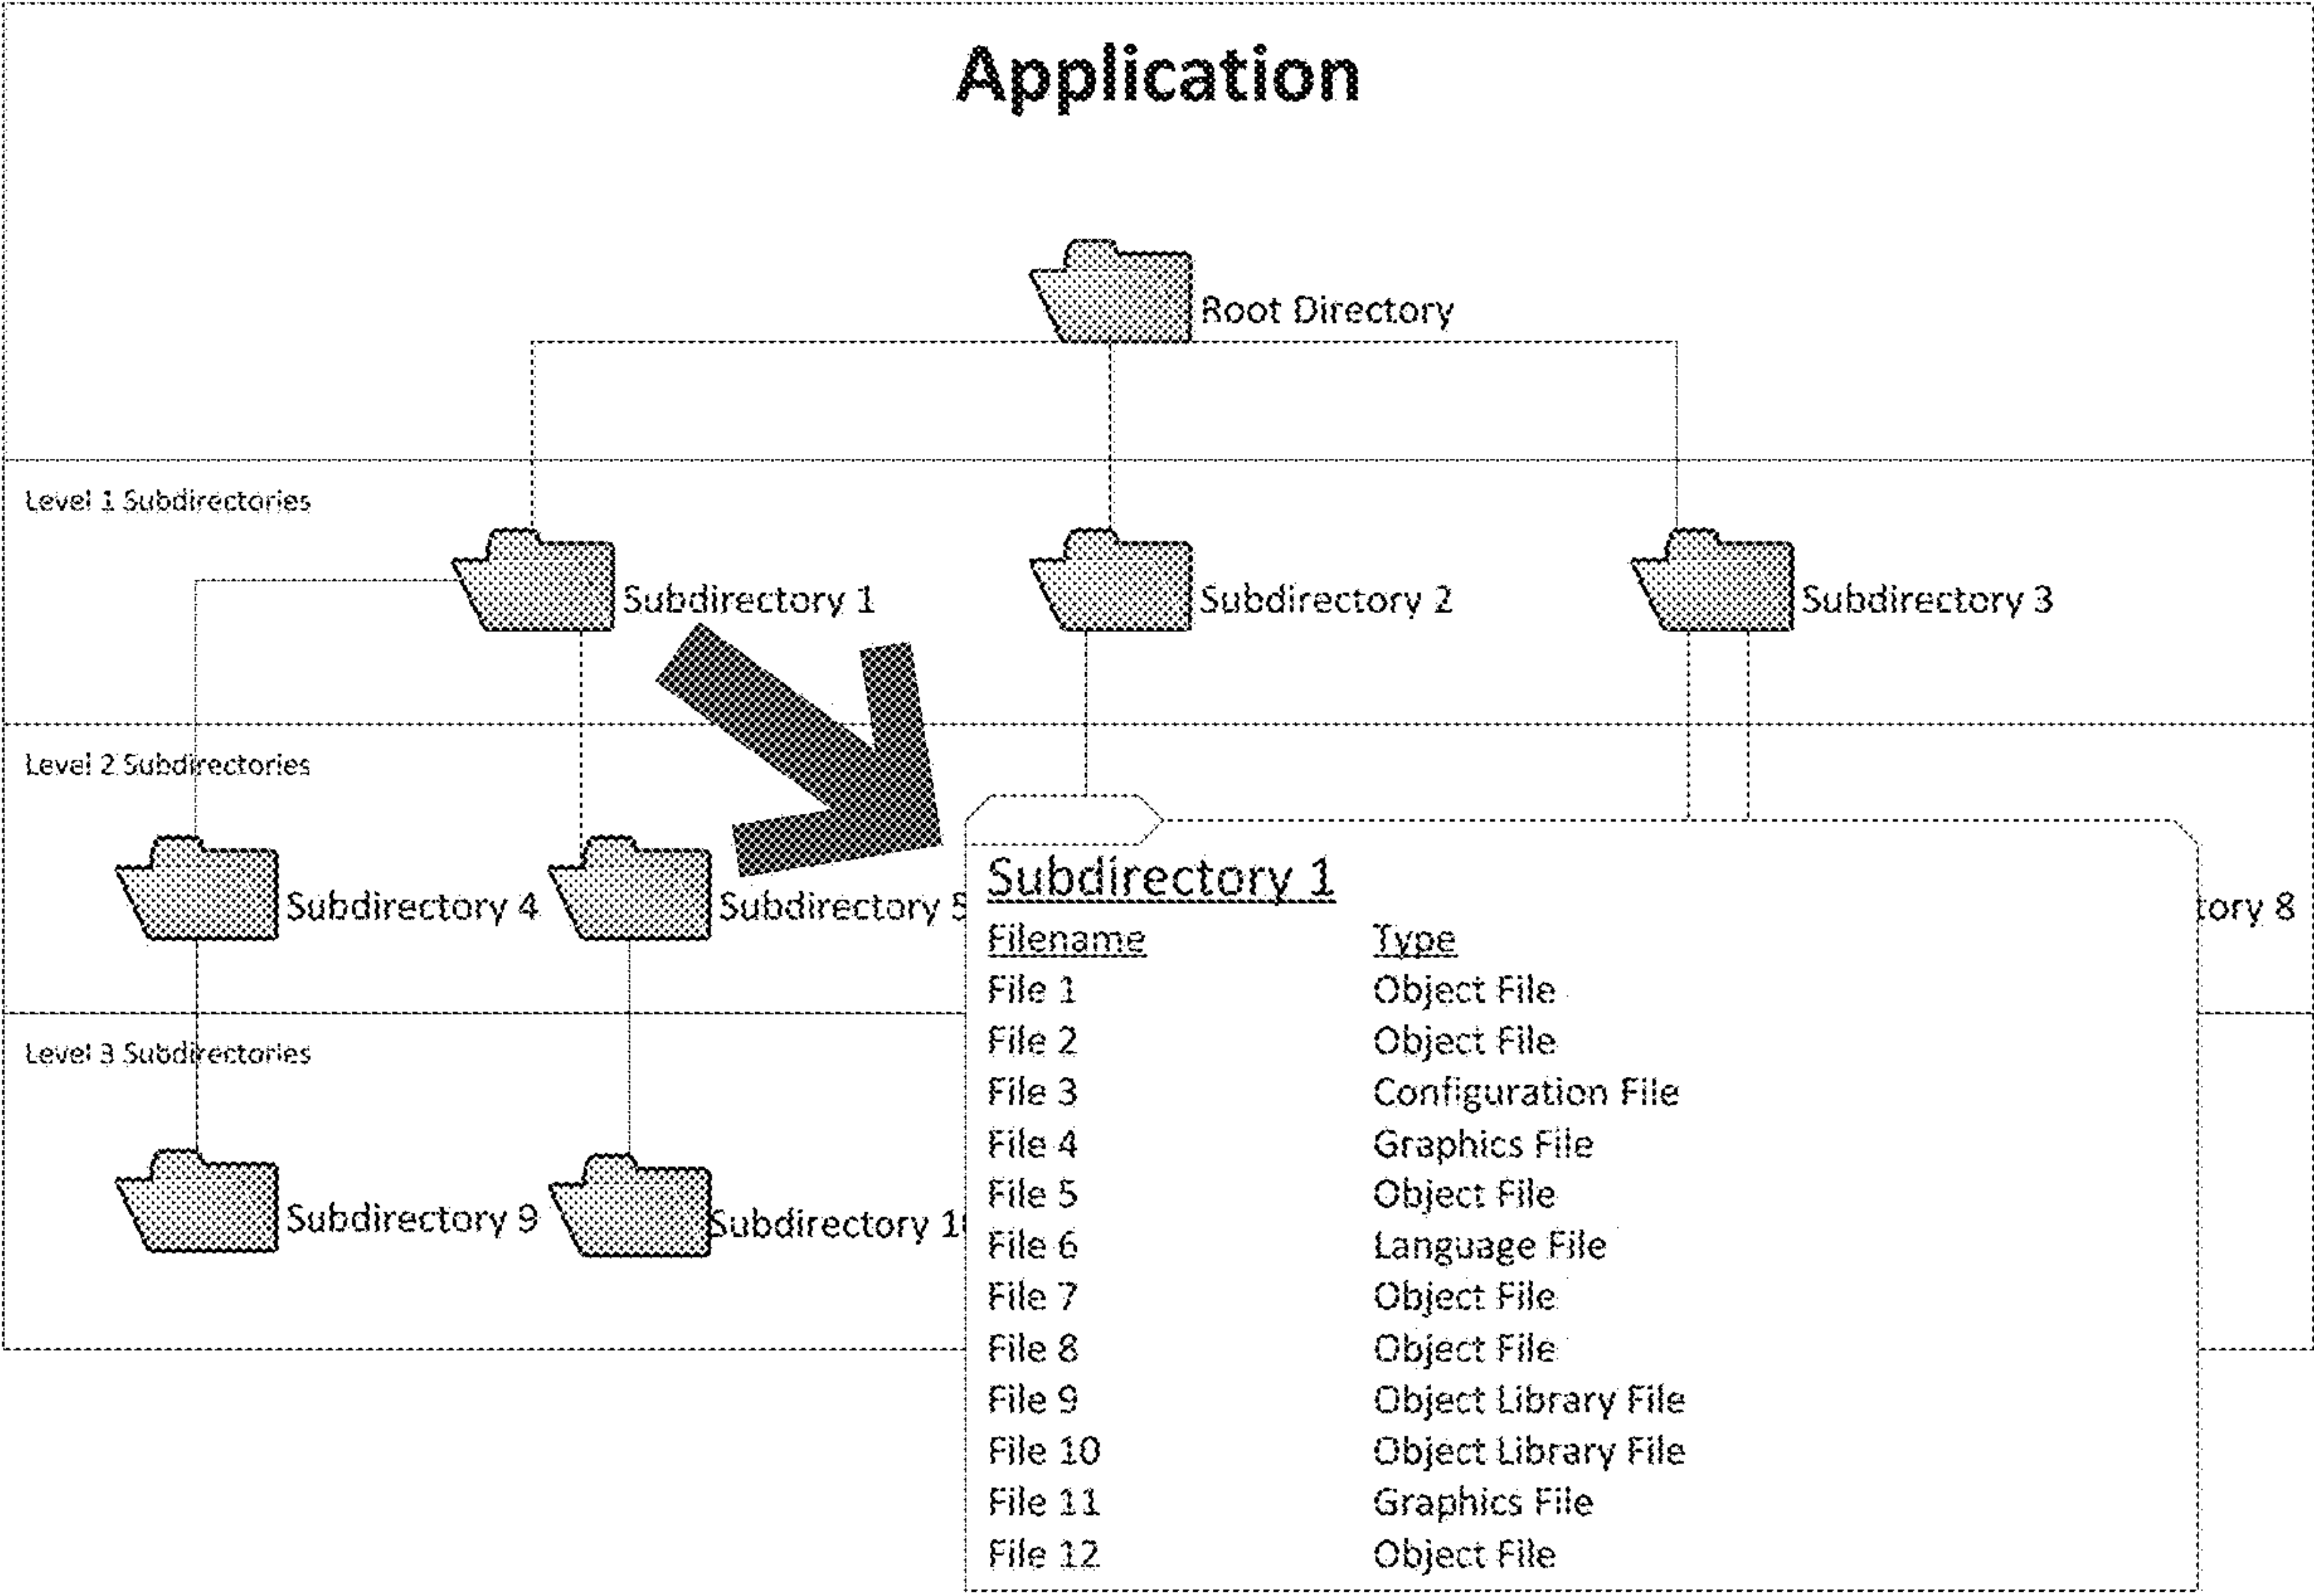 Application
Root Directory
Level 1 Subdirectories
Subdirectory 1
Subdirectory 2
Subdirectory 3
Level 2 Subdirectories
Subdirectory 4
Subdirectory
tory 8
Subdirectory 1
Filename Type
File 1 Object File
File 2 Object File
File 3 Configuration File
File 4 Graphics File
File 5 Object File
File 6 Language File
File 7 Object File
File 8 Object File
File 9 Object Library File
File 10 Object Library File
File 11 Graphics File
File 12 Object File
Level 3 Subdirectories
Subdirectory 9
Subdirectory 1